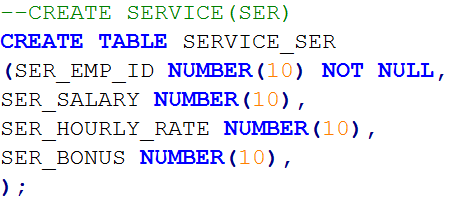 --CREATE SERVICE(SER)
CREATE TABLE SERVICE_SER
(SER_EMP_ID NUMBER(10) NOT NULL,
SER_SALARY NUMBER(10),
SER_HOURLY_RATE NUMBER(10),
SER_BONUS NUMBER(10),
);